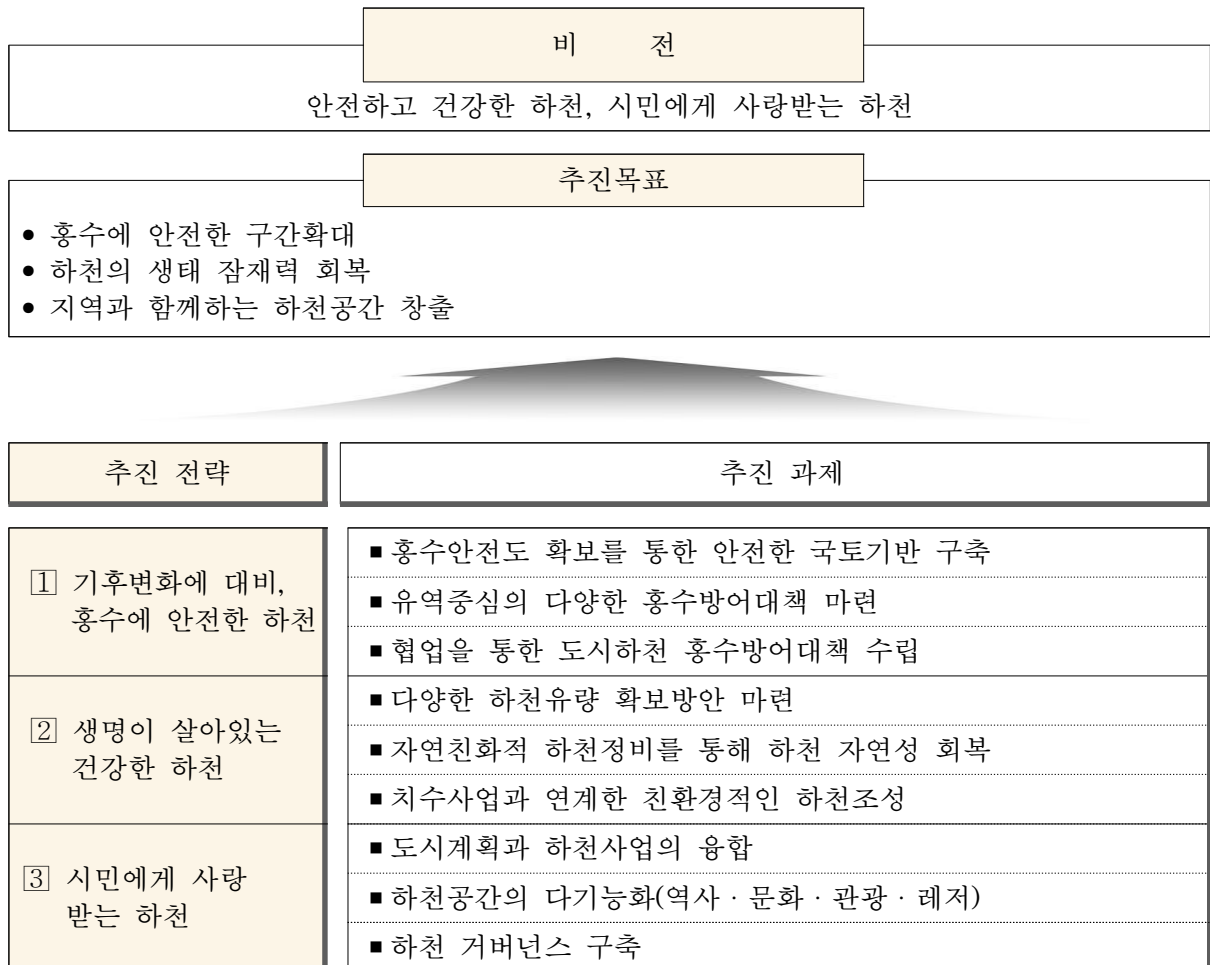 비 전
안전하고 건강한 하천, 시민에게 사랑받는 하천
추진목표
● 홍수에 안전한 구간확대
● 하천의 생태 잠재력 회복
● 지역과 함께하는 하천공간 창출
추진 전략
추진 과제
1 기후변화에 대비,
홍수에 안전한 하천
■ 홍수안전도 확보를 통한 안전한 국토기반 구축
■ 유역중심의 다양한 홍수방어대책 마련
■ 협업을 통한 도시하천 홍수방어대책 수립
2 생명이 살아있는
건강한 하천
■ 다양한 하천유량 확보방안 마련
■ 자연친화적 하천정비를 통해 하천 자연성 회복
■ 치수사업과 연계한 친환경적인 하천조성
3 시민에게 사랑
받는 하천
■ 도시계획과 하천사업의 융합
■ 하천공간의 다기능화(역사·문화·관광·레저)
■ 하천 거버넌스 구축